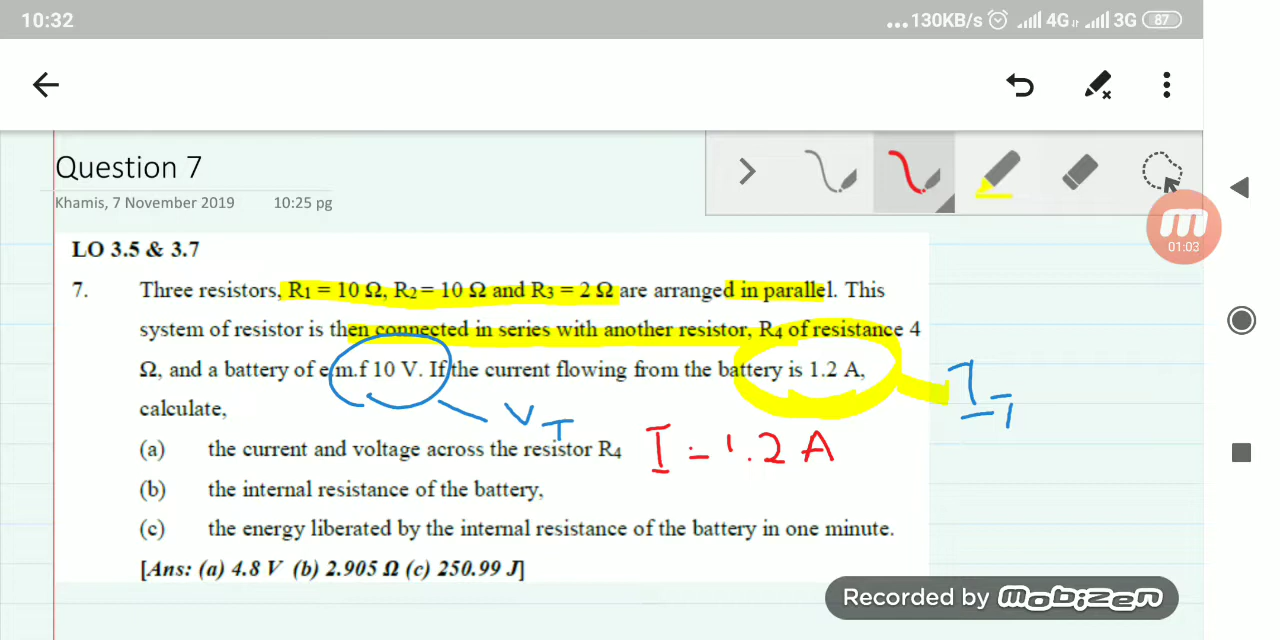 10:32
...130KB/s 4G 3G 87
Question 7
Khamis, 7 November 2019 10:25 pg
01:03
LO 3.5 & 3.7
7. Three resistors, R1 = 10 Ω, R2 = 10 Ω and R3 = 2 Ω are arranged in parallel. This
system of resistor is then connected in series with another resistor, R4 of resistance 4
Ω, and a battery of e.m.f 10 V. If the current flowing from the battery is 1.2 A,
calculate,
IT
VT
(a) the current and voltage across the resistor R4
I = 1.2 A
(b) the internal resistance of the battery,
(c) the energy liberated by the internal resistance of the battery in one minute.
[Ans: (a) 4.8 V (b) 2.905 Ω (c) 250.99 J]
Recorded by mobizen